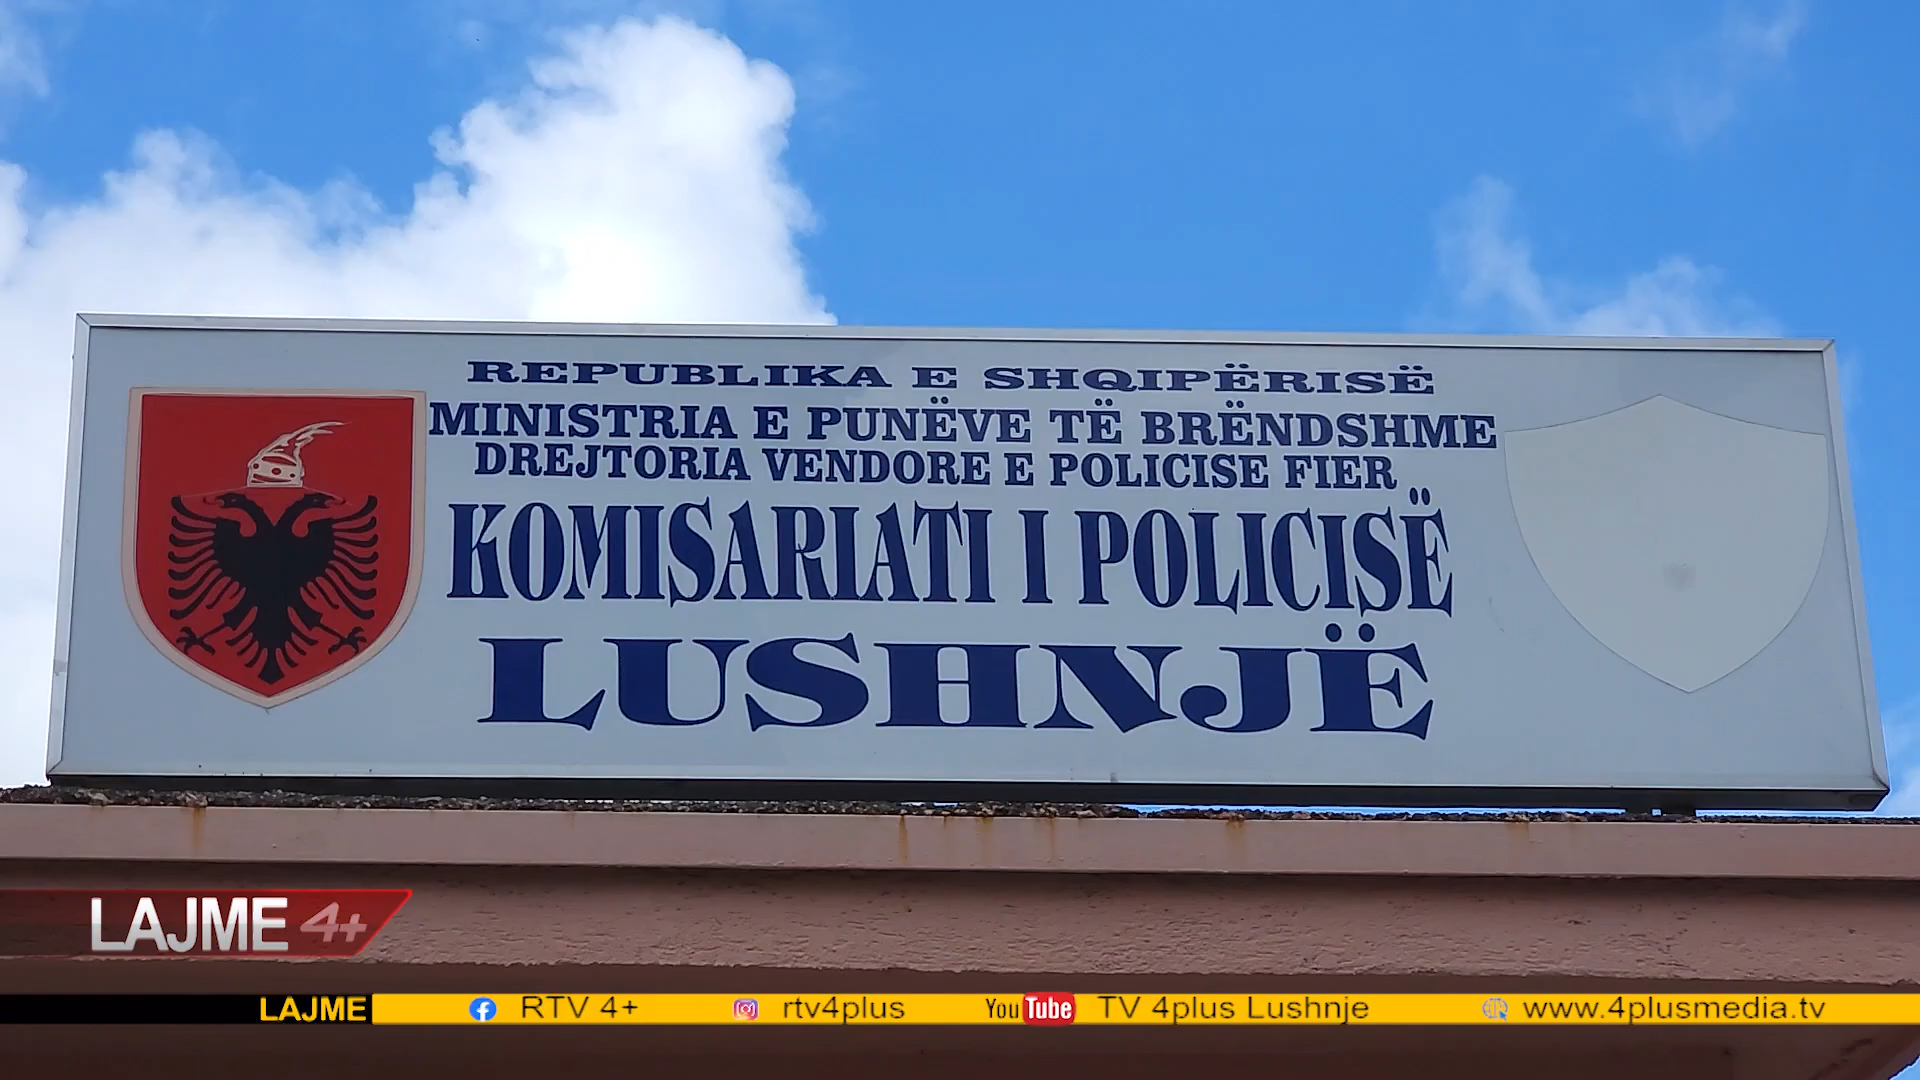 REPUBLIKA E SHQIPËRISË
MINISTRIA E PUNËVE TË BRËNDSHME
DREJTORIA VENDORE E POLICISE FIER
KOMISARIATI I POLICISË
LUSHNJË
LAJME 4+
LAJME RTV 4+ rtv4plus YouTube TV 4plus Lushnje www.4plusmedia.tv